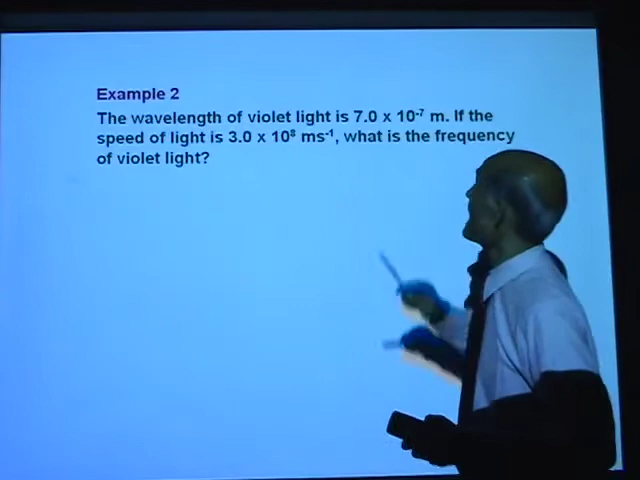 Example 2
The wavelength of violet light is 7.0 x 10⁻⁷ m. If the
speed of light is 3.0 x 10⁸ ms⁻¹, what is the frequency
of violet light?